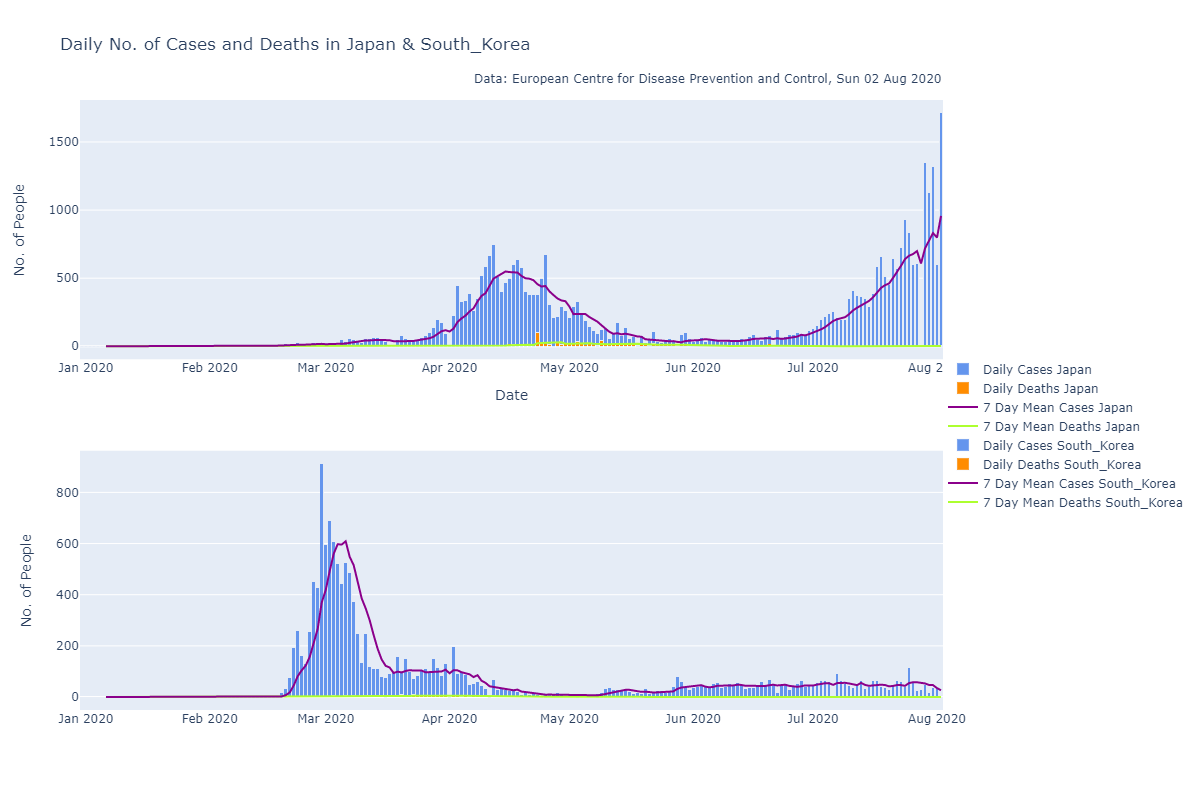 Daily No. of Cases and Deaths in Japan & South_Korea
Data: European Centre for Disease Prevention and Control, Sun 02 Aug 2020
No. of People
1500
1000
500
0
Jan 2020 Feb 2020 Mar 2020 Apr 2020 May 2020 Jun 2020 Jul 2020 Aug 2
Date
Daily Cases Japan
Daily Deaths Japan
7 Day Mean Cases Japan
7 Day Mean Deaths Japan
Daily Cases South_Korea
Daily Deaths South_Korea
7 Day Mean Cases South_Korea
7 Day Mean Deaths South_Korea
No. of People
800
600
400
200
0
Jan 2020 Feb 2020 Mar 2020 Apr 2020 May 2020 Jun 2020 Jul 2020 Aug 2020